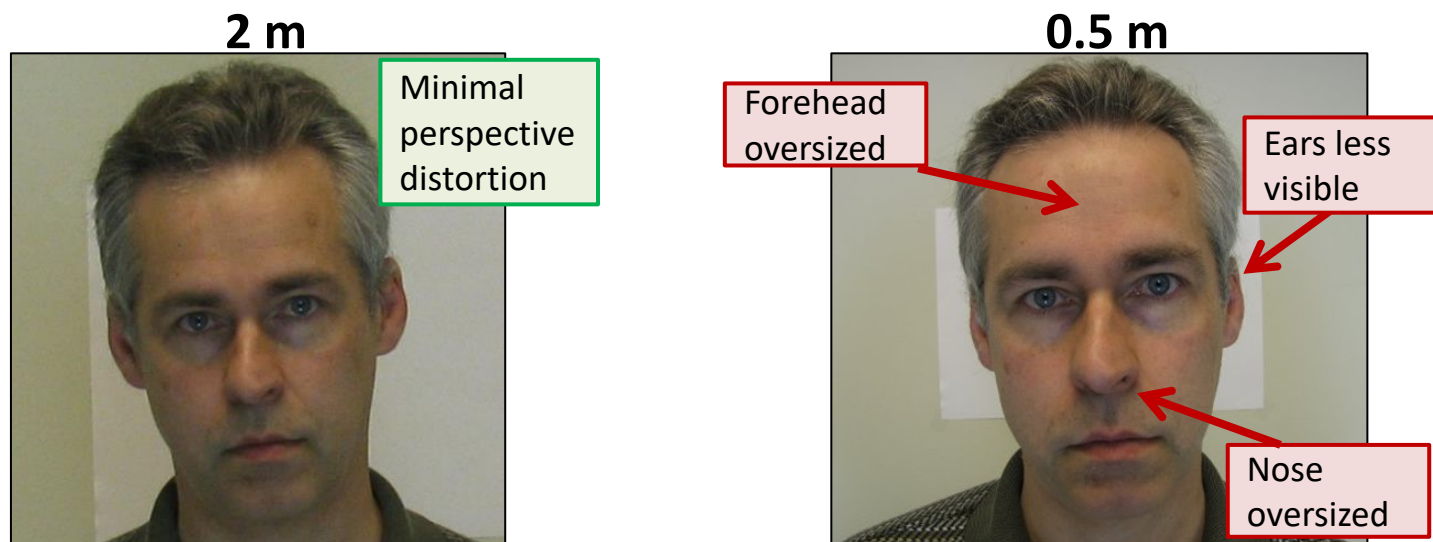 2 m
Minimal
perspective
distortion
0.5 m
Forehead
oversized
Ears less
visible
Nose
oversized